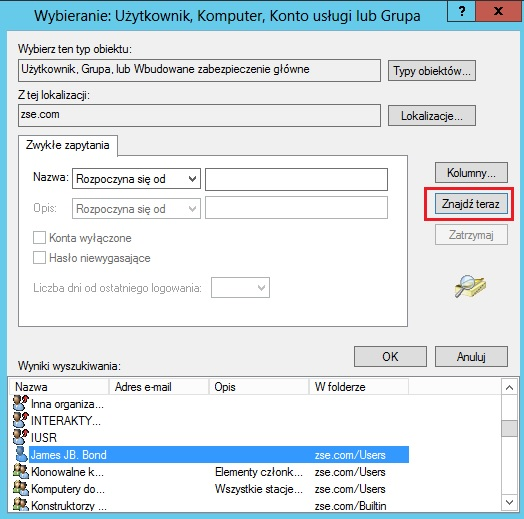 Wybieranie: Użytkownik, Komputer, Konto usługi lub Grupa
? x
Wybierz ten typ obiektu:
Użytkownik, Grupa, lub Wbudowane zabezpieczenie główne
Typy obiektów...
Z tej lokalizacji:
zse.com
Lokalizacje...
Zwykłe zapytania
Nazwa: Rozpoczyna się od
Kolumny...
Opis: Rozpoczyna się od
Znajdź teraz
Konta wyłączone
Zatrzymaj
Hasło niewygasające
Liczba dni od ostatniego logowania:
OK Anuluj
Wyniki wyszukiwania:
Nazwa Adres e-mail Opis W folderze
Inna organiza...
INTERAKTY...
IUSR
James JB. Bond zse.com/Users
Klonowalne k... Elementy członk... zse.com/Users
Komputery do... Wszystkie stacje... zse.com/Users
Konstruktorzy ... zse.com/Builtin